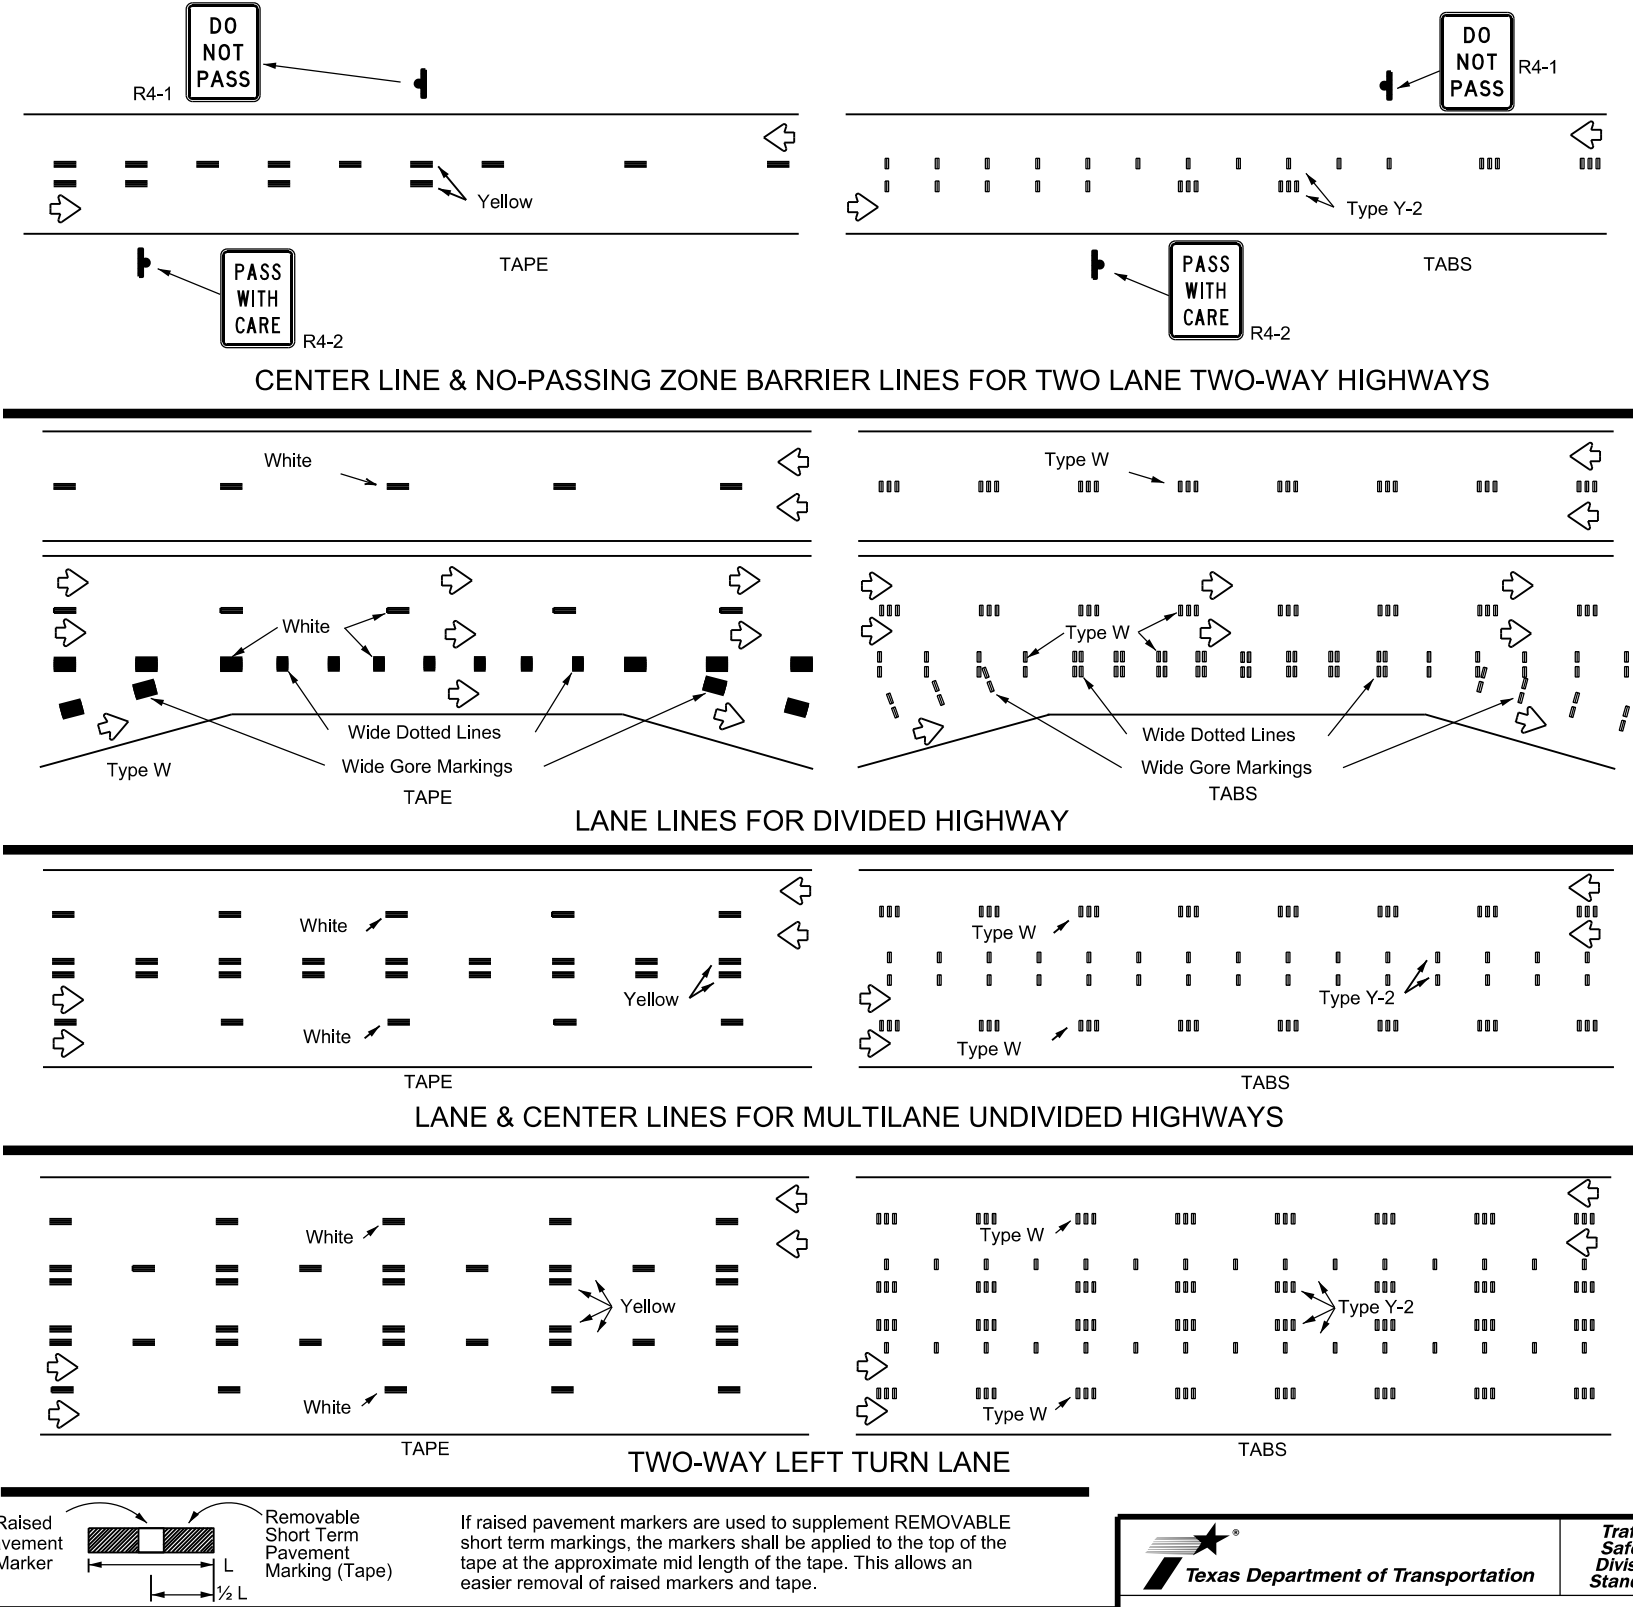 DO
NOT
PASS
R4-1
Yellow
PASS
WITH
CARE
R4-2
TAPE
DO
NOT
PASS
R4-1
Type Y-2
PASS
WITH
CARE
R4-2
TABS
CENTER LINE & NO-PASSING ZONE BARRIER LINES FOR TWO LANE TWO-WAY HIGHWAYS
White
White
Wide Dotted Lines
Wide Gore Markings
Type W
TAPE
Type W
Type W
Wide Dotted Lines
Wide Gore Markings
TABS
LANE LINES FOR DIVIDED HIGHWAY
White
Yellow
White
TAPE
Type W
Type Y-2
Type W
TABS
LANE & CENTER LINES FOR MULTILANE UNDIVIDED HIGHWAYS
White
Yellow
White
TAPE
Type W
Type Y-2
Type W
TABS
TWO-WAY LEFT TURN LANE
Raised
Marker
Removable
Short Term
Pavement
Marking (Tape)
L
½ L
If raised pavement markers are used to supplement REMOVABLE
short term markings, the markers shall be applied to the top of the
tape at the approximate mid length of the tape. This allows an
easier removal of raised markers and tape.
®
Texas Department of Transportation